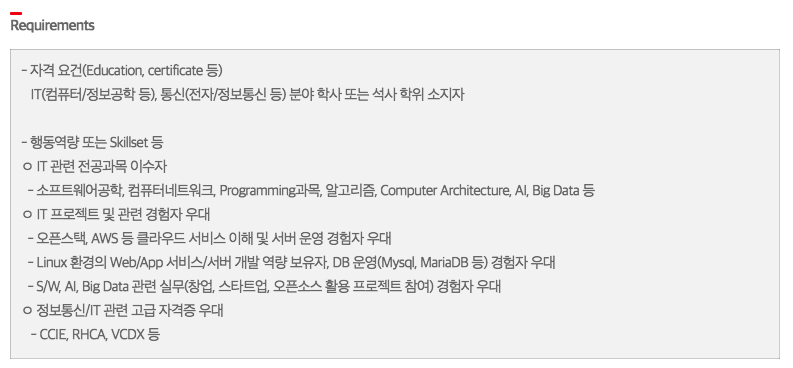 Requirements
- 자격 요건(Education, certificate 등)
IT(컴퓨터/정보공학 등), 통신(전자/정보통신 등) 분야 학사 또는 석사 학위 소지자
- 행동역량 또는 Skillset 등
ㅇ IT 관련 전공과목 이수자
- 소프트웨어공학, 컴퓨터네트워크, Programming과목, 알고리즘, Computer Architecture, AI, Big Data 등
ㅇ IT 프로젝트 및 관련 경험자 우대
- 오픈스택, AWS 등 클라우드 서비스 이해 및 서버 운영 경험자 우대
- Linux 환경의 Web/App 서비스/서버 개발 역량 보유자, DB 운영(Mysql, MariaDB 등) 경험자 우대
- S/W, AI, Big Data 관련 실무(창업, 스타트업, 오픈소스 활용 프로젝트 참여) 경험자 우대
ㅇ 정보통신/IT 관련 고급 자격증 우대
- CCIE, RHCA, VCDX 등